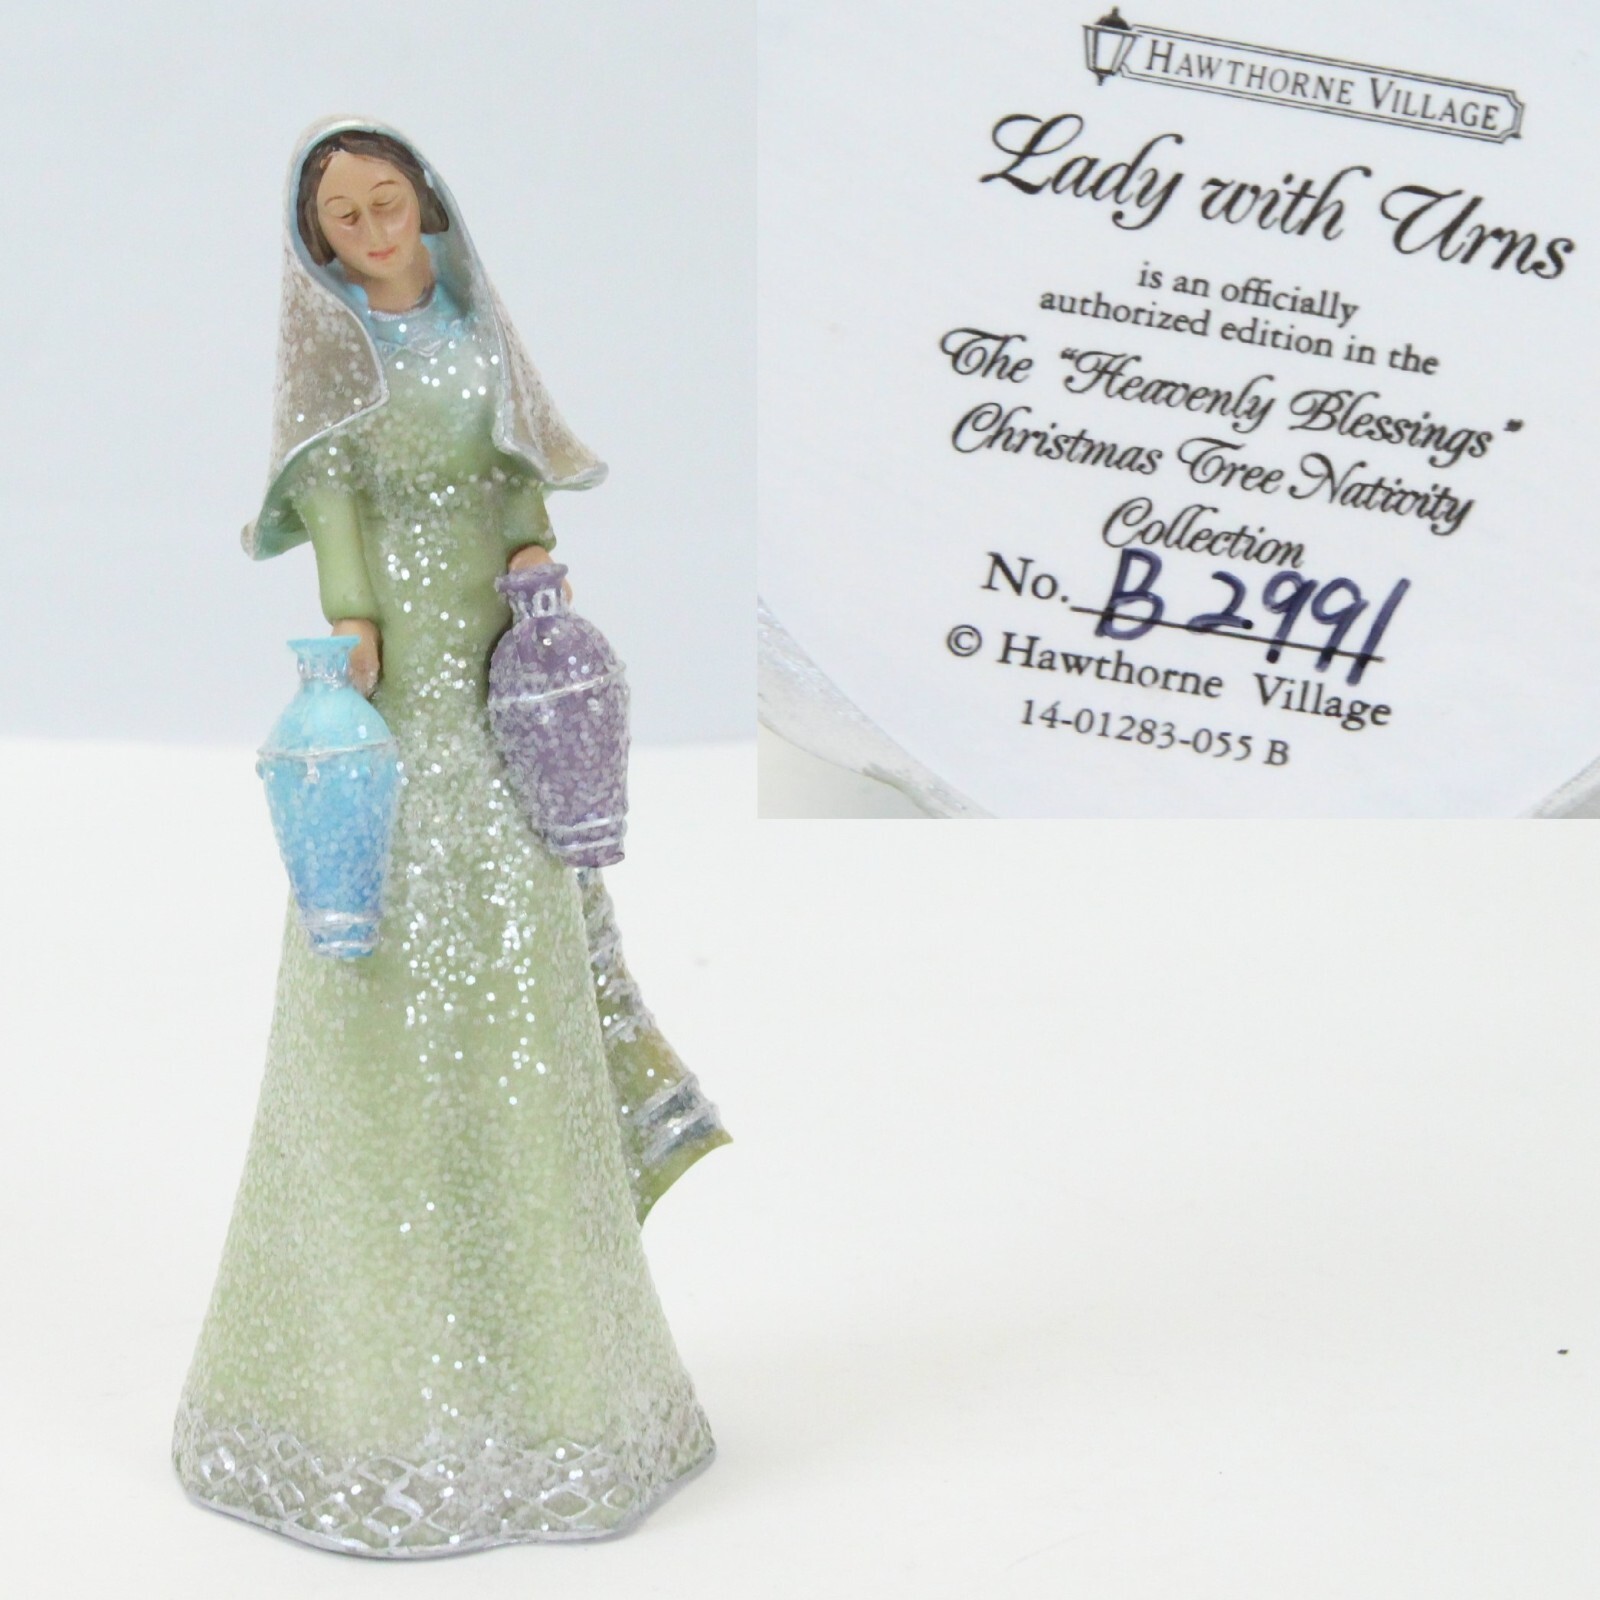 HAWTHORNE VILLAGE
Lady with Urns
is an officially
authorized edition in the
The "Heavenly Blessings"
Christmas Tree Nativity
Collection
No. B2991
© Hawthorne Village
14-01283-055 B